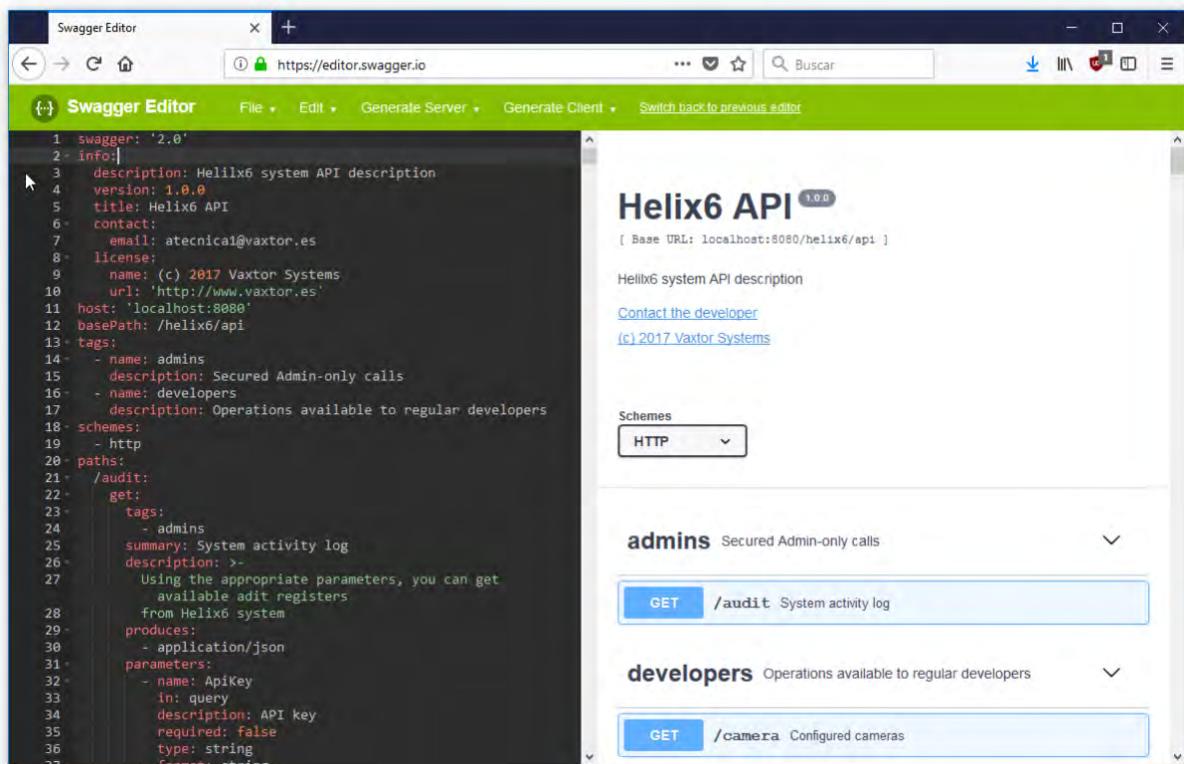 Swagger Editor
https://editor.swagger.io
Buscar
Swagger Editor File Edit Generate Server Generate Client Switch back to previous editor
1 swagger: '2.0'
2 info:
3 description: Helilx6 system API description
4 version: 1.0.0
5 title: Helix6 API
6 contact:
7 email: atecnica1@vaxtor.es
8 license:
9 name: (c) 2017 Vaxtor Systems
10 url: 'http://www.vaxtor.es'
11 host: 'localhost:8080'
12 basePath: /helix6/api
13 tags:
14 - name: admins
15 description: Secured Admin-only calls
16 - name: developers
17 description: Operations available to regular developers
18 schemes:
19 - http
20 paths:
21 /audit:
22 get:
23 tags:
24 - admins
25 summary: System activity log
26 description: >-
27 Using the appropriate parameters, you can get
available adit registers
28 from Helix6 system
29 produces:
30 - application/json
31 parameters:
32 - name: ApiKey
33 in: query
34 description: API key
35 required: false
36 type: string
37 format: string
Helix6 API 1.0.0
[ Base URL: localhost:8080/helix6/api ]
Helilx6 system API description
Contact the developer
(c) 2017 Vaxtor Systems
Schemes
HTTP
admins Secured Admin-only calls
GET /audit System activity log
developers Operations available to regular developers
GET /camera Configured cameras